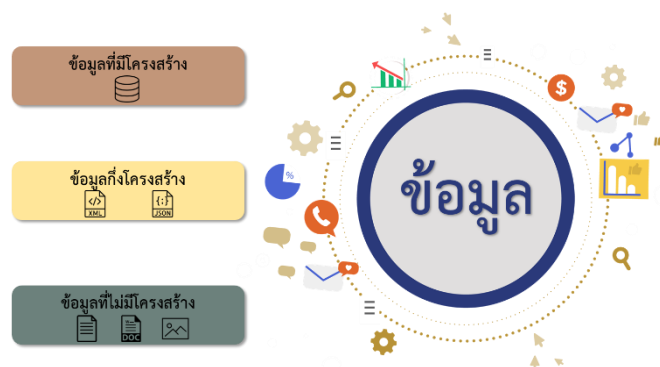 ข้อมูลที่มีโครงสร้าง
ข้อมูลกึ่งโครงสร้าง
XML
JSON
ข้อมูลที่ไม่มีโครงสร้าง
DOC
ข้อมูล
$
%